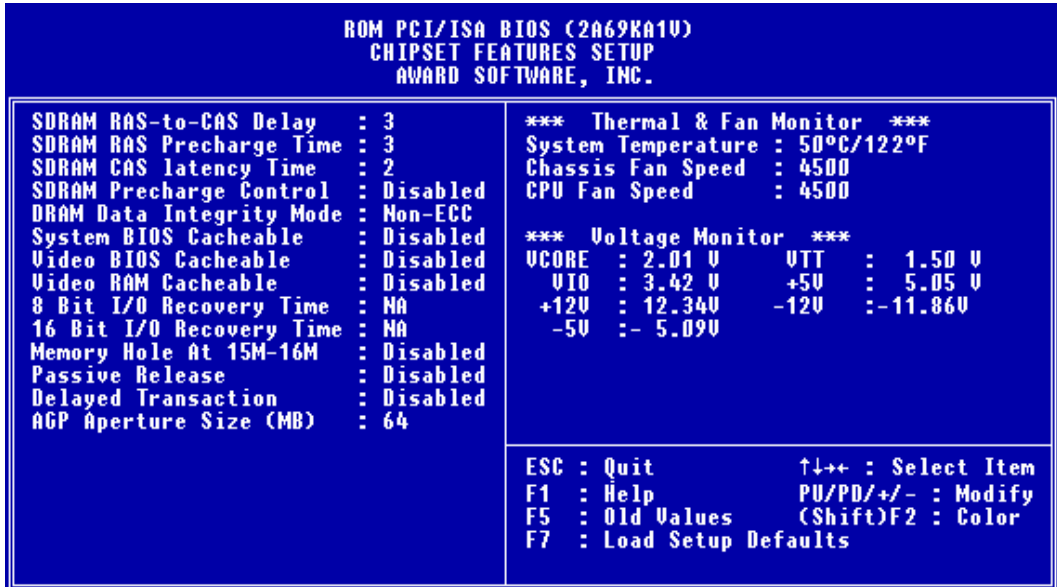 ROM PCI/ISA BIOS (2A69KA1V)
CHIPSET FEATURES SETUP
AWARD SOFTWARE, INC.
SDRAM RAS-to-CAS Delay : 3
SDRAM RAS Precharge Time : 3
SDRAM CAS latency Time : 2
SDRAM Precharge Control : Disabled
DRAM Data Integrity Mode : Non-ECC
System BIOS Cacheable : Disabled
Video BIOS Cacheable : Disabled
Video RAM Cacheable : Disabled
8 Bit I/O Recovery Time : NA
16 Bit I/O Recovery Time : NA
Memory Hole At 15M-16M : Disabled
Passive Release : Disabled
Delayed Transaction : Disabled
AGP Aperture Size (MB) : 64
*** Thermal & Fan Monitor ***
System Temperature : 50ºC/122ºF
Chassis Fan Speed : 4500
CPU Fan Speed : 4500
*** Voltage Monitor ***
VCORE : 2.01 V VTT : 1.50 V
VIO : 3.42 V +5V : 5.05 V
+12V : 12.34V -12V :-11.86V
-5V :- 5.09V
ESC : Quit ↑↓→← : Select Item
F1 : Help PU/PD/+/- : Modify
F5 : Old Values (Shift)F2 : Color
F7 : Load Setup Defaults